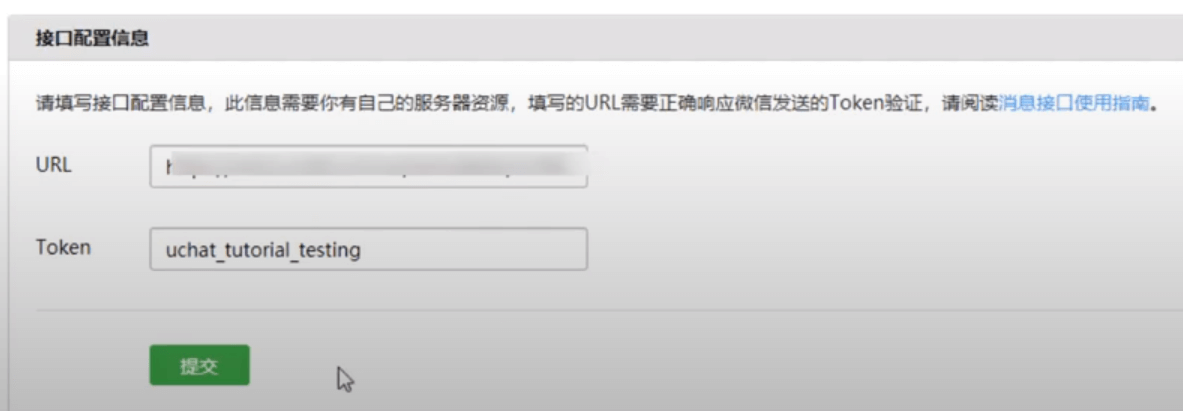 接口配置信息
请填写接口配置信息，此信息需要你有自己的服务器资源，填写的URL需要正确响应微信发送的Token验证，请阅读消息接口使用指南。
URL
Token
uchat_tutorial_testing
提交